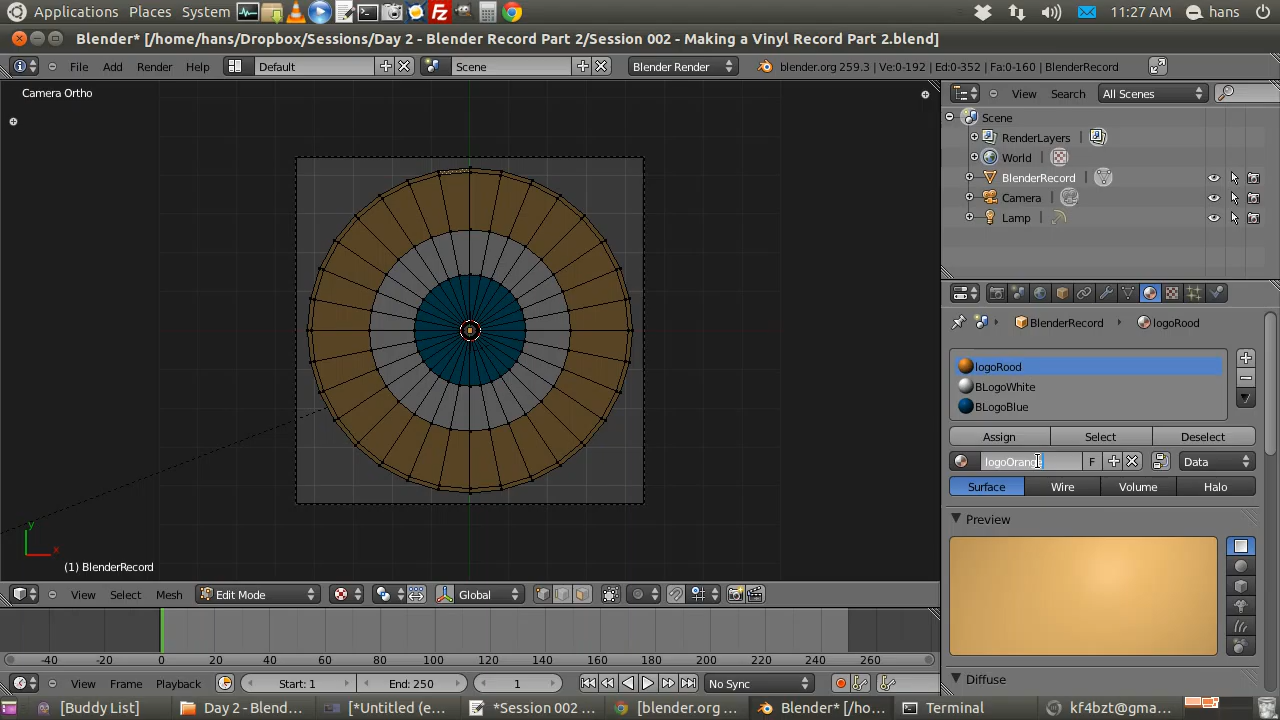 Applications Places System 11:27 AM hans
Blender* [/home/hans/Dropbox/Sessions/Day 2 - Blender Record Part 2/Session 002 - Making a Vinyl Record Part 2.blend]
File Add Render Help Default Scene Blender Render blender.org 259.3 | Ve:0-192 | Ed:0-352 | Fa:0-160 | BlenderRecord
Camera Ortho
View Search All Scenes
Scene
RenderLayers
World
BlenderRecord
Camera
Lamp
BlenderRecord logoRood
logoRood
BLogoWhite
BLogoBlue
Assign Select Deselect
F Data
Surface Wire Volume Halo
Preview
Diffuse
y
x
(1) BlenderRecord
View Select Mesh Edit Mode Global
-40 -20 0 20 40 60 80 100 120 140 160 180 200 220 240 260
View Frame Playback Start: 1 End: 250 1 No Sync
[Buddy List] Day 2 - Blend... [*Untitled (e... *Session 002 ... [blender.org ... Blender* [/ho... Terminal kf4bzt@gma...